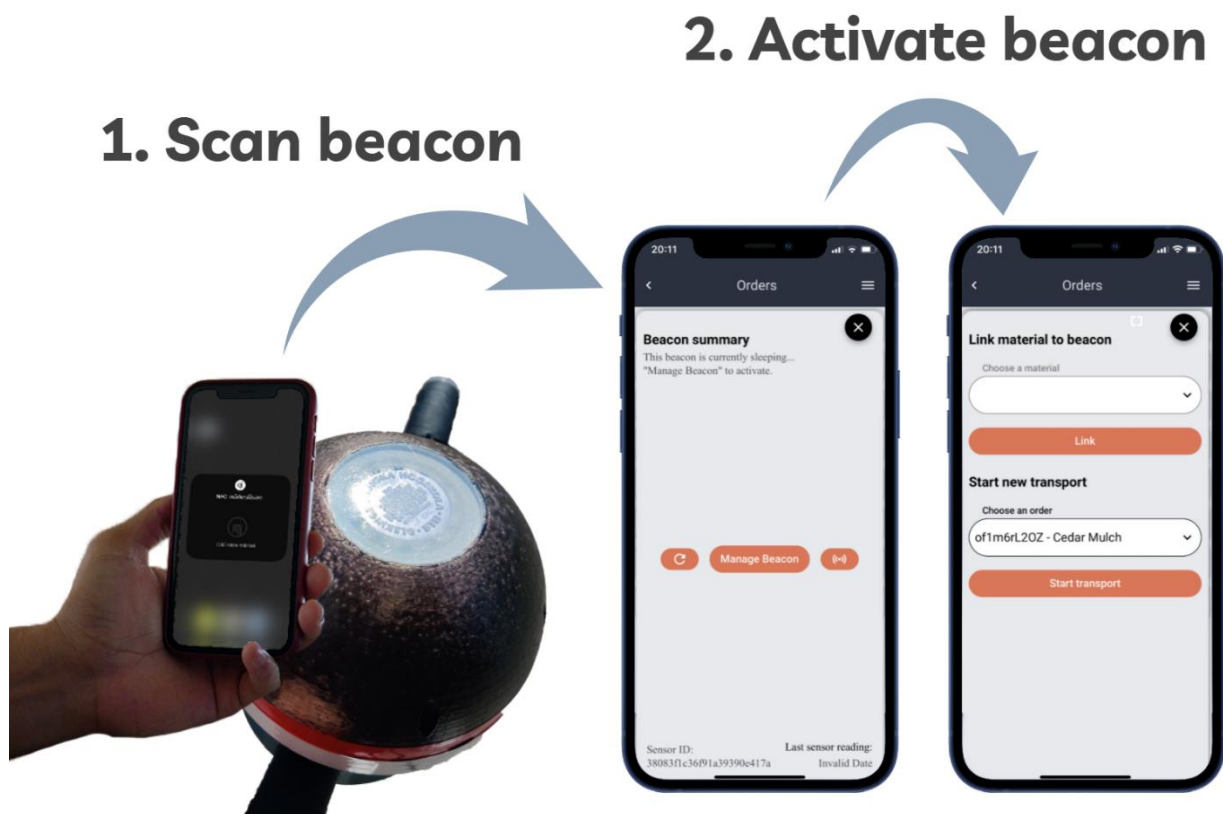 2. Activate beacon
1. Scan beacon
20:11
Orders
Beacon summary
This beacon is currently sleeping...
"Manage Beacon" to activate.
Manage Beacon
Sensor ID:
Last sensor reading:
38083f1c36f91a39390e417a
Invalid Date
20:11
Orders
Link material to beacon
Choose a material
Link
Start new transport
Choose an order
of1m6rL2OZ - Cedar Mulch
Start transport